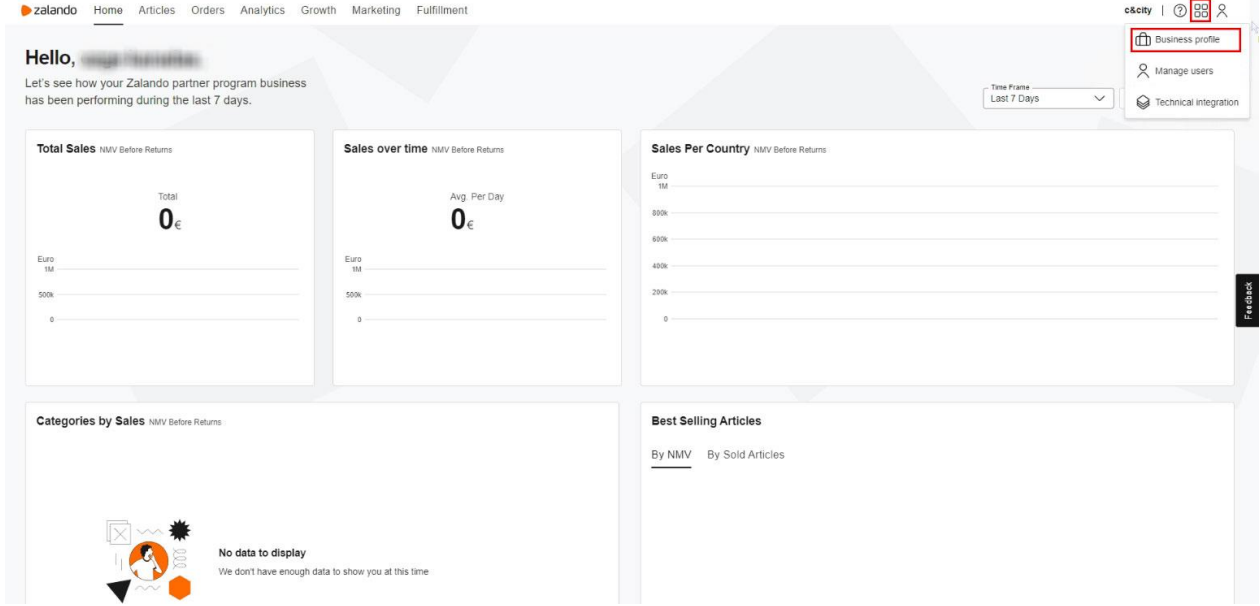 zalando Home Articles Orders Analytics Growth Marketing Fulfillment c&city | ?
Business profile
Manage users
Technical integration
Hello,
Let's see how your Zalando partner program business
has been performing during the last 7 days.
Time Frame
Last 7 Days
Total Sales NMV Before Returns
Total
0€
Euro
1M
500k
0
Sales over time NMV Before Returns
Avg. Per Day
0€
Euro
1M
500k
0
Sales Per Country NMV Before Returns
Euro
1M
800k
600k
400k
200k
0
Feedback
Categories by Sales NMV Before Returns
No data to display
We don't have enough data to show you at this time
Best Selling Articles
By NMV By Sold Articles